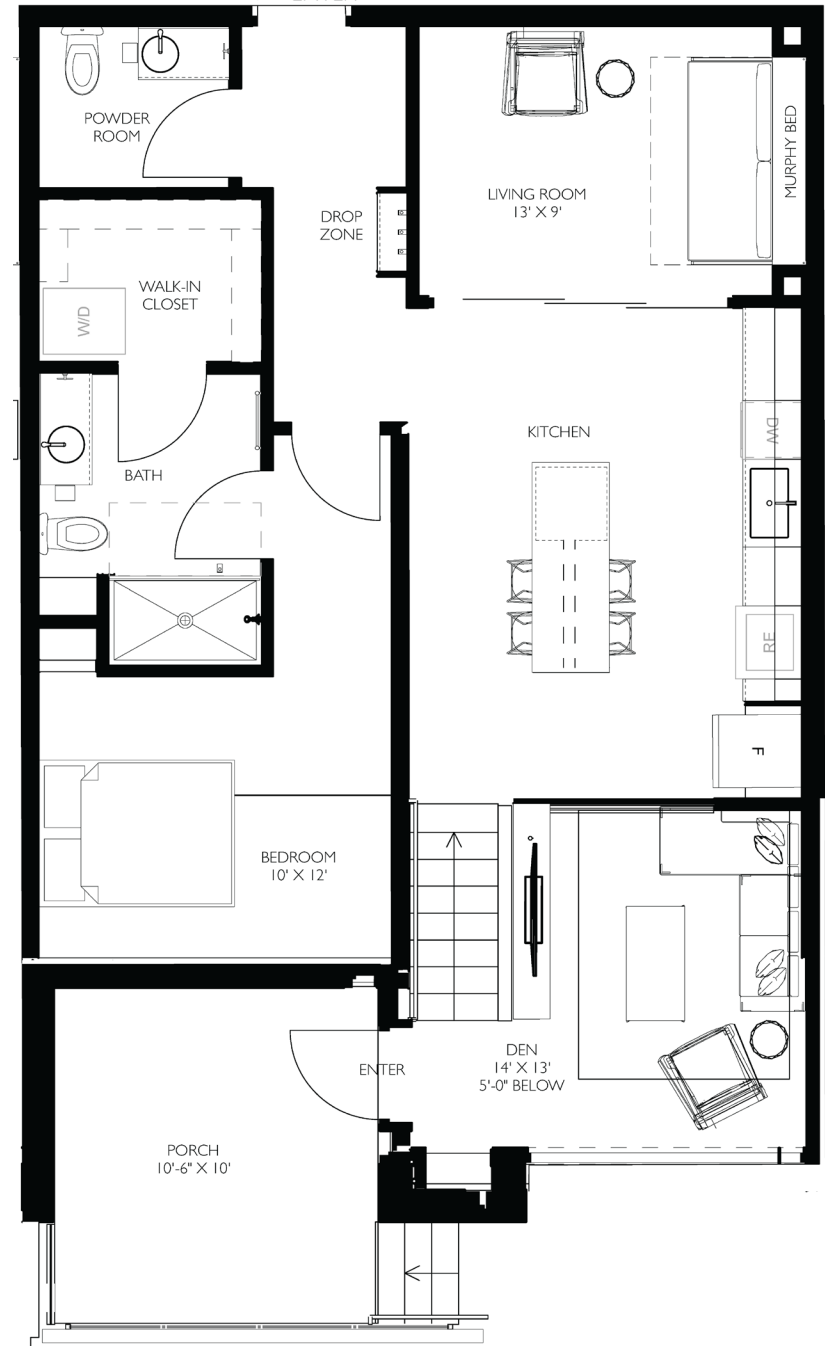 POWDER
ROOM
LIVING ROOM
13' X 9'
MURPHY BED
DROP
ZONE
WALK-IN
CLOSET
W/D
KITCHEN
DW
BATH
RE
F
BEDROOM
10' X 12'
DEN
14' X 13'
5'-0" BELOW
ENTER
PORCH
10'-6" X 10'